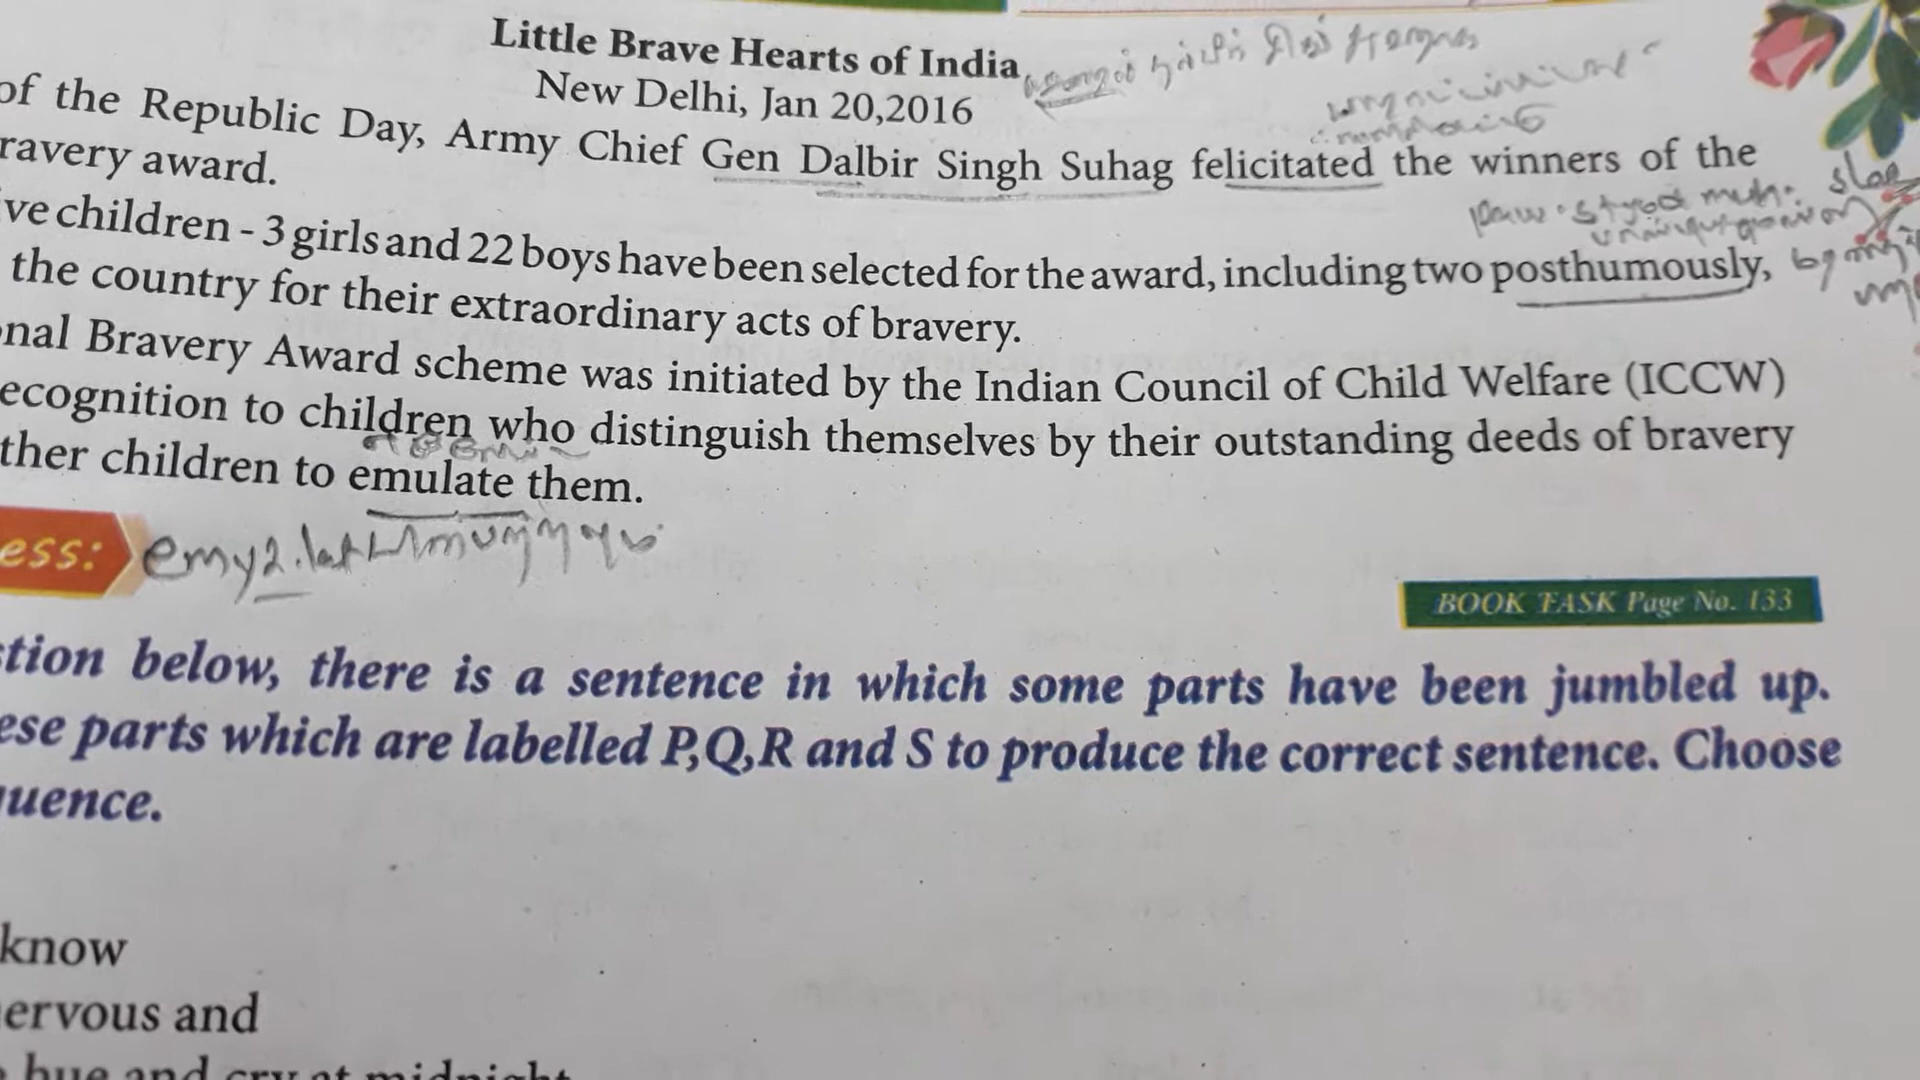 Little Brave Hearts of India
New Delhi, Jan 20,2016
of the Republic Day, Army Chief Gen Dalbir Singh Suhag felicitated the winners of the
ravery award.
ve children - 3 girls and 22 boys have been selected for the award, including two posthumously,
the country for their extraordinary acts of bravery.
nal Bravery Award scheme was initiated by the Indian Council of Child Welfare (ICCW)
ecognition to children who distinguish themselves by their outstanding deeds of bravery
ther children to emulate them.
ess:
BOOK TASK Page No. 133
tion below, there is a sentence in which some parts have been jumbled up.
ese parts which are labelled P,Q,R and S to produce the correct sentence. Choose
uence.
know
ervous and
hue and cry at midnight